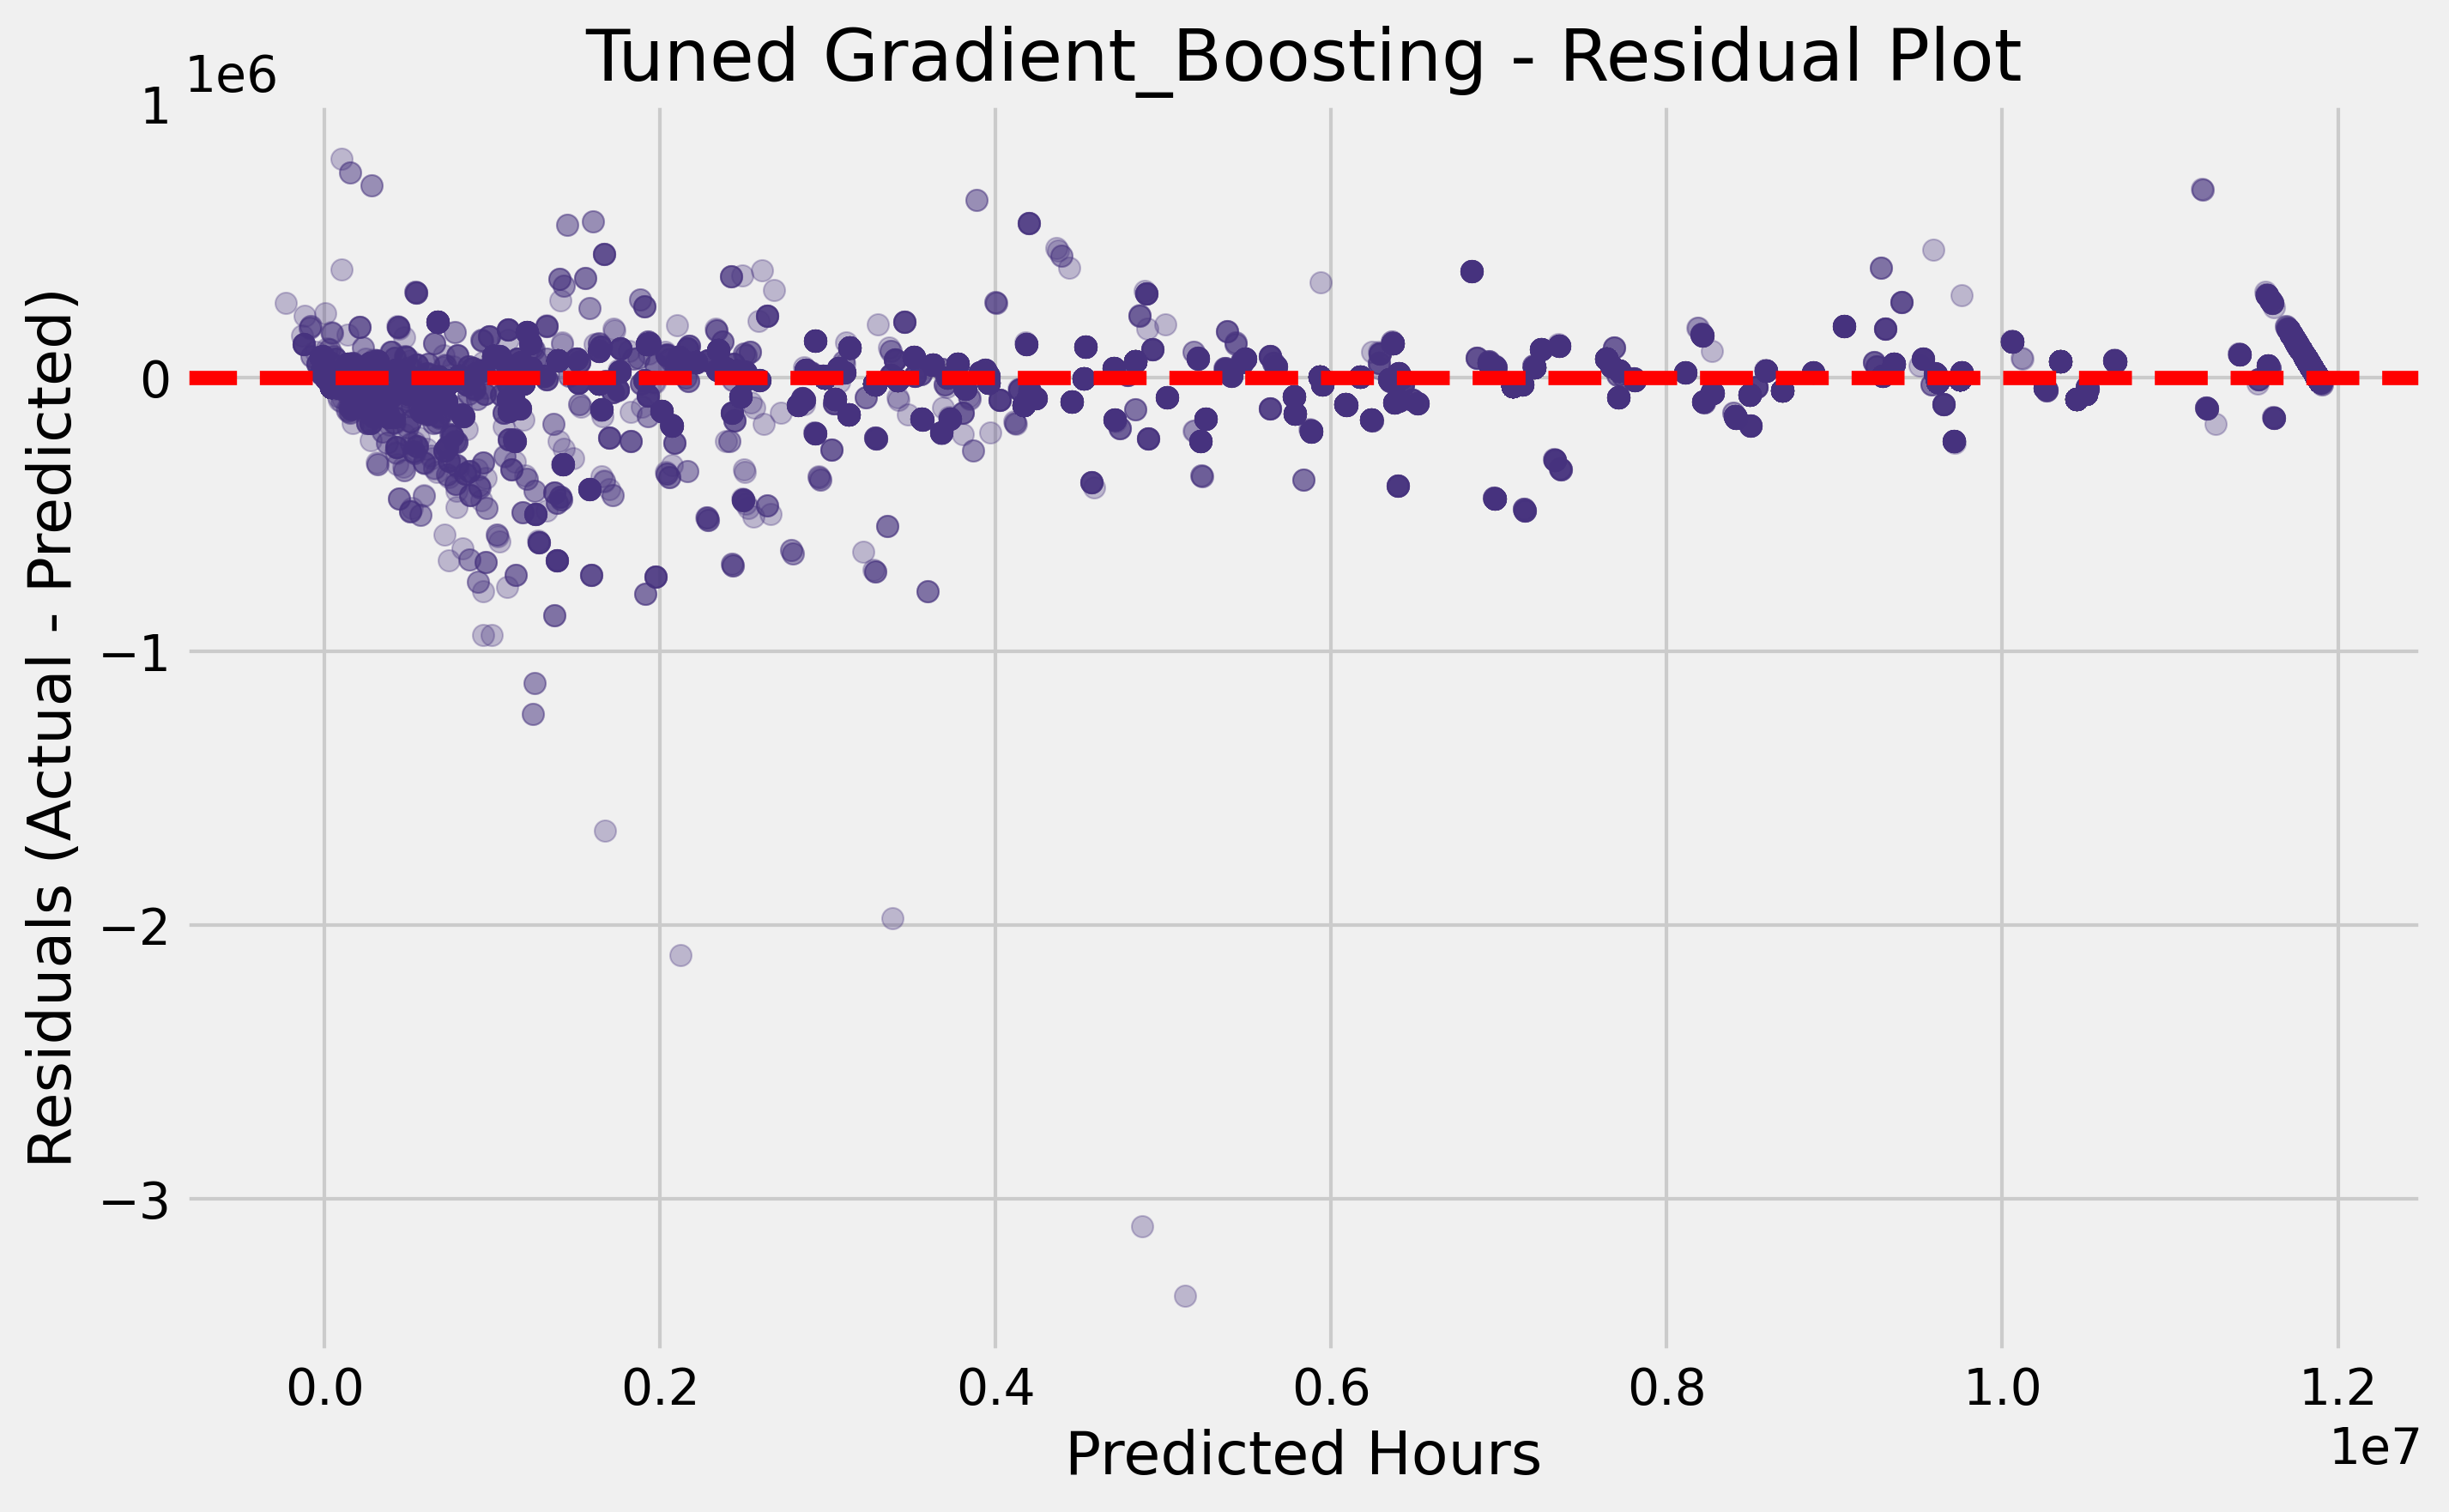 Tuned Gradient_Boosting - Residual Plot
1e6
1
0
−1
−2
−3
Residuals (Actual - Predicted)
0.0 0.2 0.4 0.6 0.8 1.0 1.2
1e7
Predicted Hours